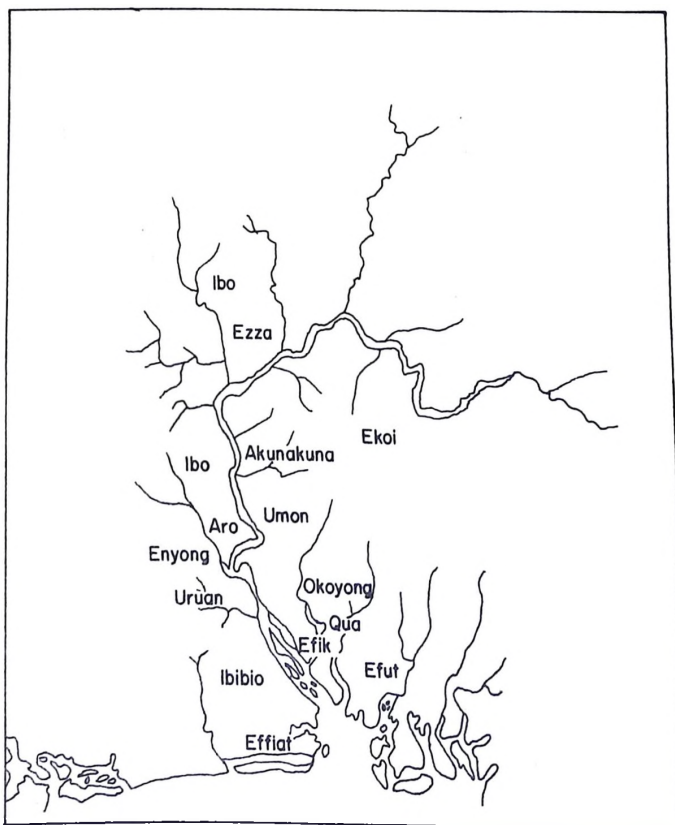 Ibo
Ezza
Ekoi
Akunakuna
Ibo
Umon
Aro
Enyong
Okoyong
Uruan
Qua
Efik
Efut
Ibibio
Effiat